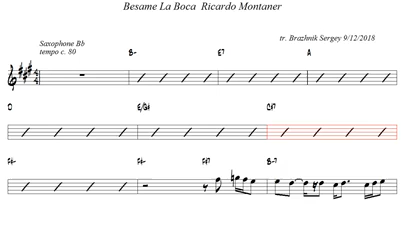 Besame La Boca Ricardo Montaner
tr. Brazhnik Sergey 9/12/2018
Saxophone Bb
tempo c. 80
B- E7 A
D E/G# C#7
F#- F#- F#7 B-7